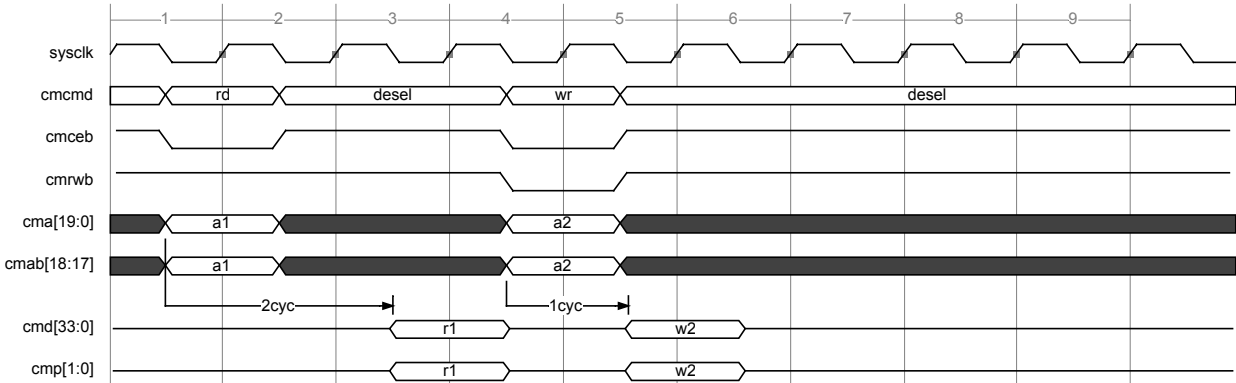 1 2 3 4 5 6 7 8 9
sysclk
cmcmd rd desel wr desel
cmceb
cmrwb
cma[19:0] a1 a2
cmab[18:17] a1 a2
2cyc 1cyc
cmd[33:0] r1 w2
cmp[1:0] r1 w2